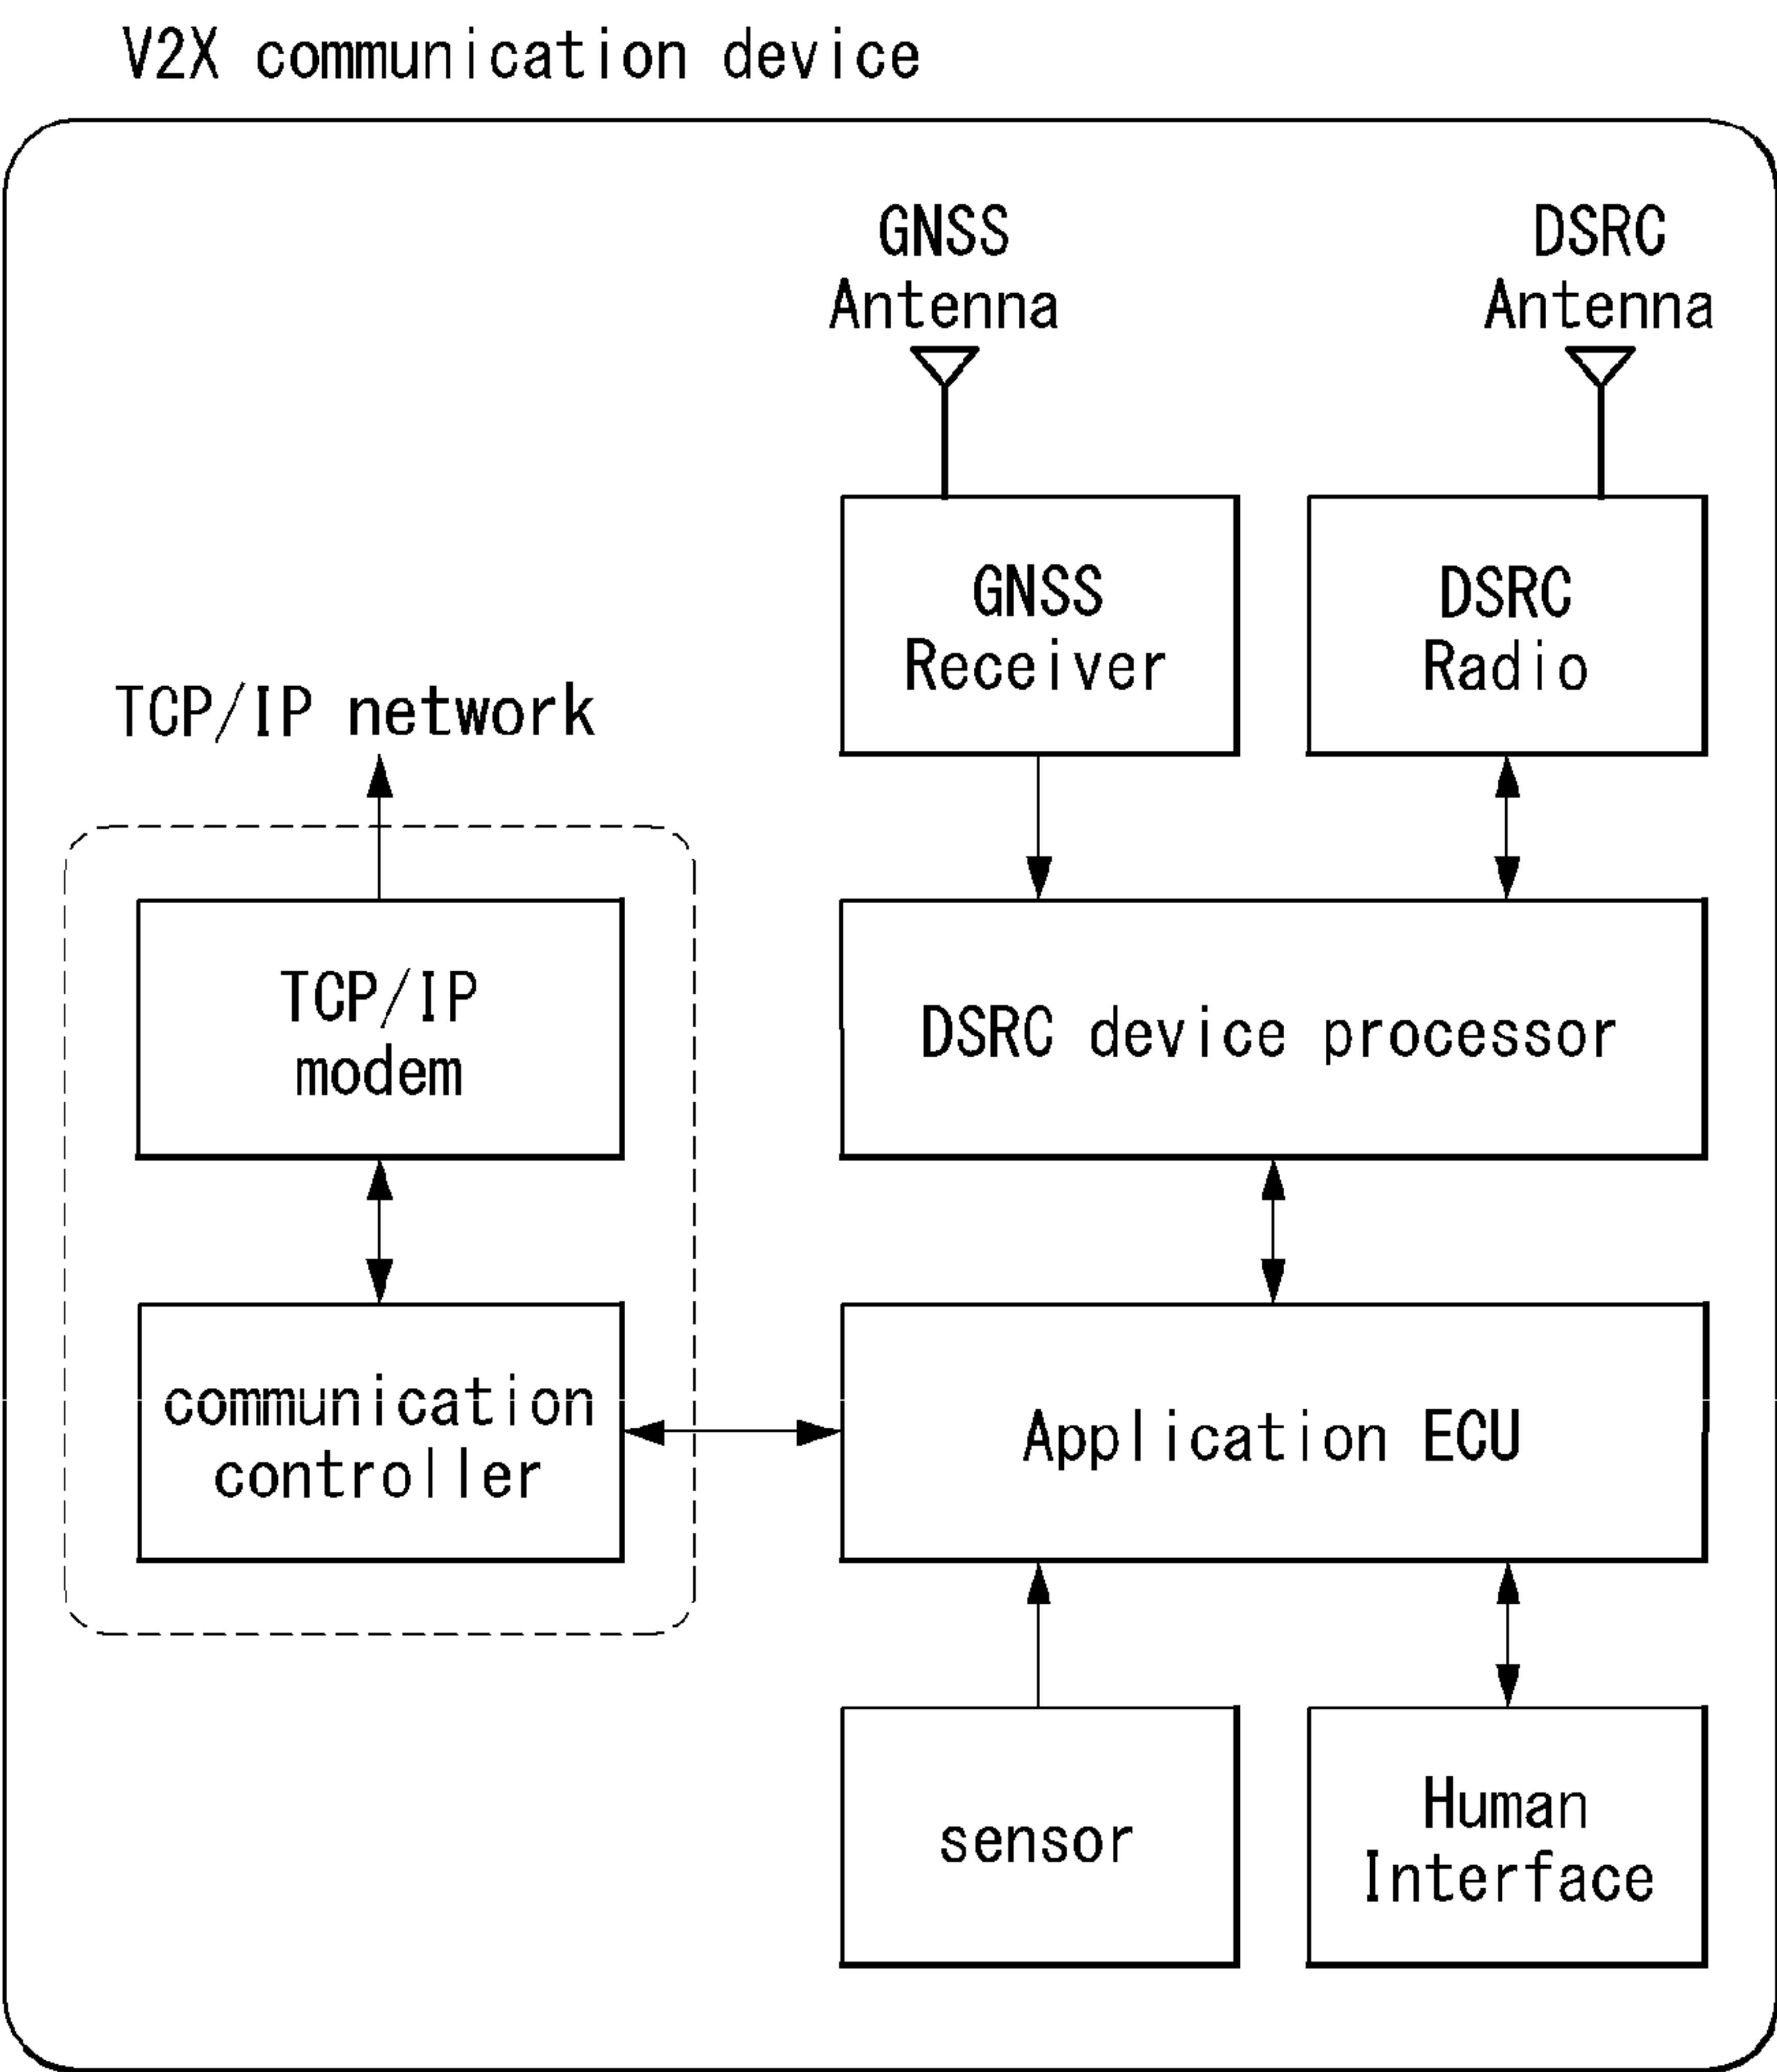 V2X communication device
GNSS
Antenna
DSRC
Antenna
GNSS
Receiver
DSRC
Radio
TCP/IP network
TCP/IP
modem
DSRC device processor
communication
controller
Application ECU
sensor
Human
Interface